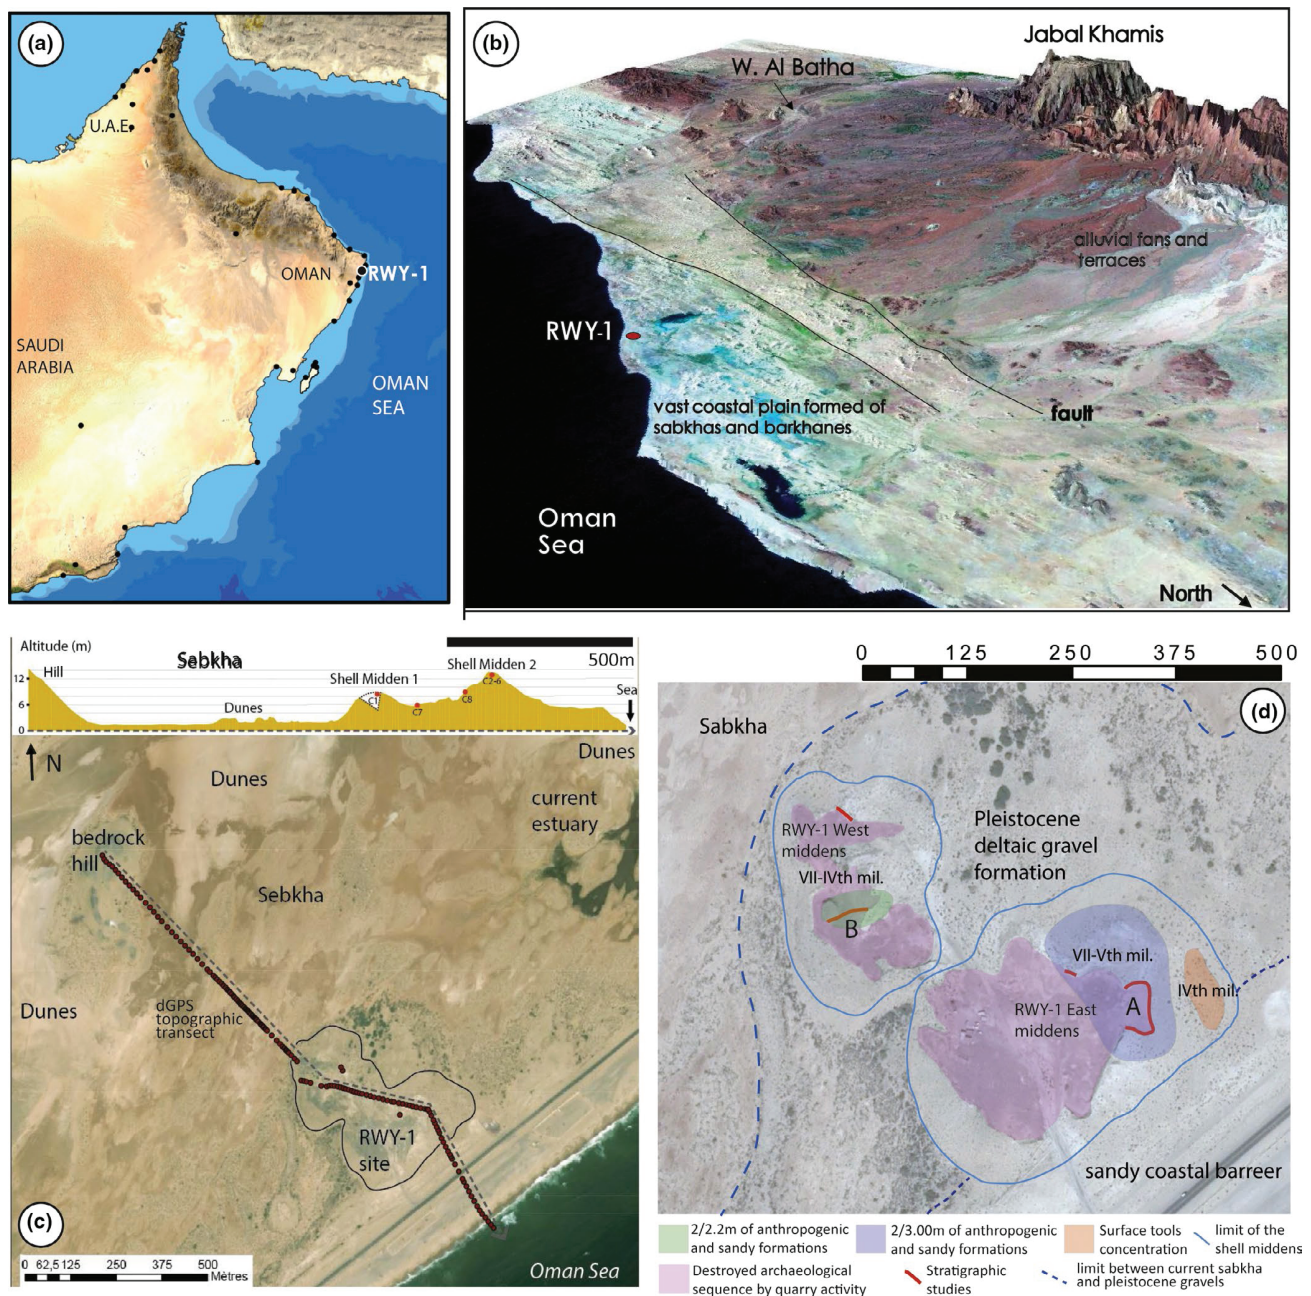 (a)
U.A.E.
OMAN
RWY-1
SAUDI
ARABIA
OMAN
SEA
(b)
Jabal Khamis
W. Al Batha
alluvial fans and
terraces
RWY-1
vast coastal plain formed of
sabkhas and barkhanes
fault
Oman
Sea
North
Altitude (m)
Sebkha
500m
Hill
Shell Midden 1
Shell Midden 2
12
6
0
Dunes
C1
C7
C8
C2-6
Sea
N
Dunes
Dunes
current
estuary
bedrock
hill
Sebkha
Dunes
dGPS
topographic
transect
RWY-1
site
(c)
0 62,5 125 250 375 500
Mètres
Oman Sea
0 125 250 375 500
(d)
Sabkha
Pleistocene
deltaic gravel
formation
RWY-1 West
middens
VII-IVth mil.
B
VII-Vth mil.
IVth mil.
RWY-1 East
middens
A
sandy coastal barreer
2/2.2m of anthropogenic
and sandy formations
2/3.00m of anthropogenic
and sandy formations
Surface tools
concentration
limit of the
shell middens
Destroyed archaeological
sequence by quarry activity
Stratigraphic
studies
limit between current sabkha
and pleistocene gravels